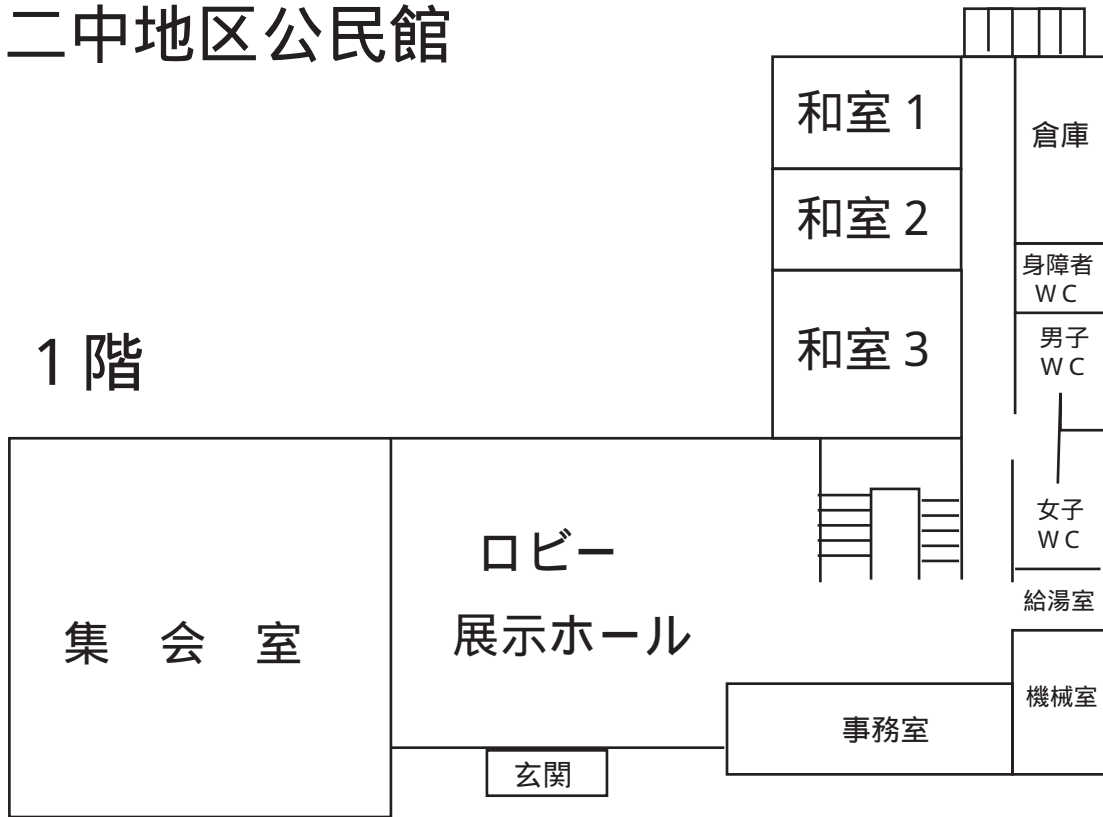 二中地区公民館
和室 1
倉庫
和室 2
身障者
ＷＣ
1 階
和室 3
男子
ＷＣ
ロビー
展示ホール
集　会　室
女子
ＷＣ
給湯室
機械室
事務室
玄関